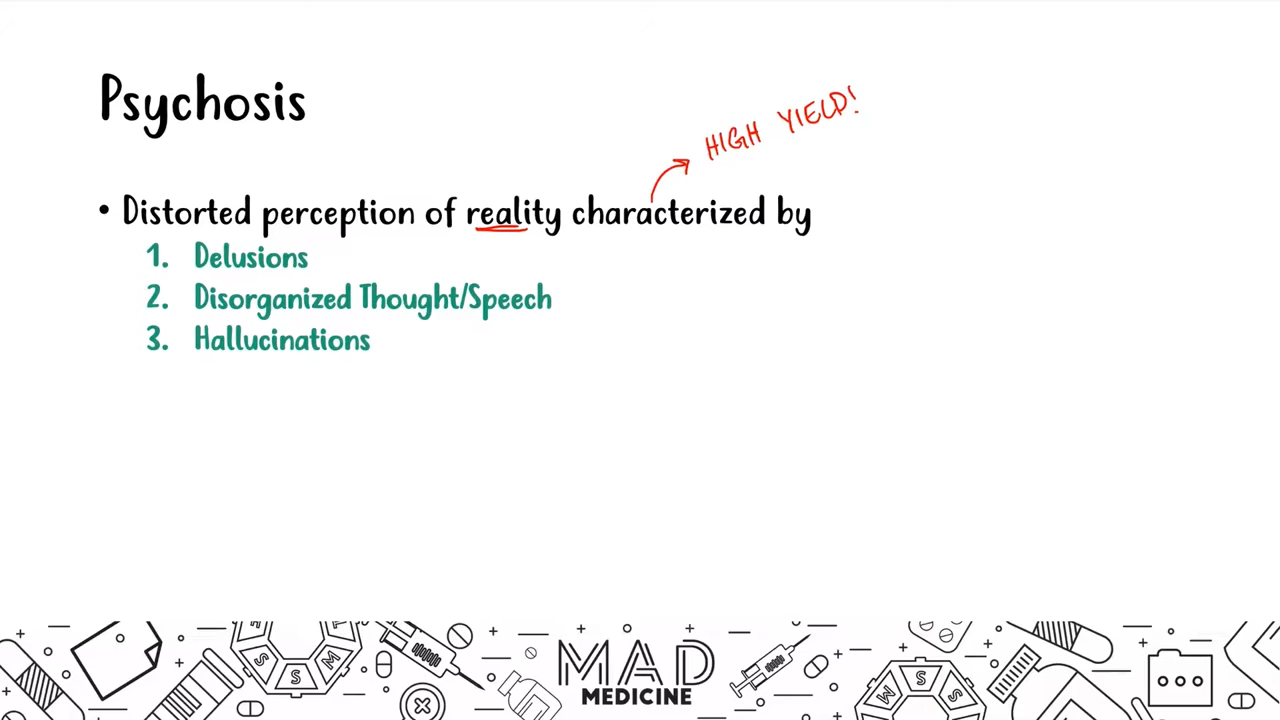 Psychosis
HIGH YIELD!
• Distorted perception of reality characterized by
1. Delusions
2. Disorganized Thought/Speech
3. Hallucinations
S S M
MAD
MEDICINE
M S S